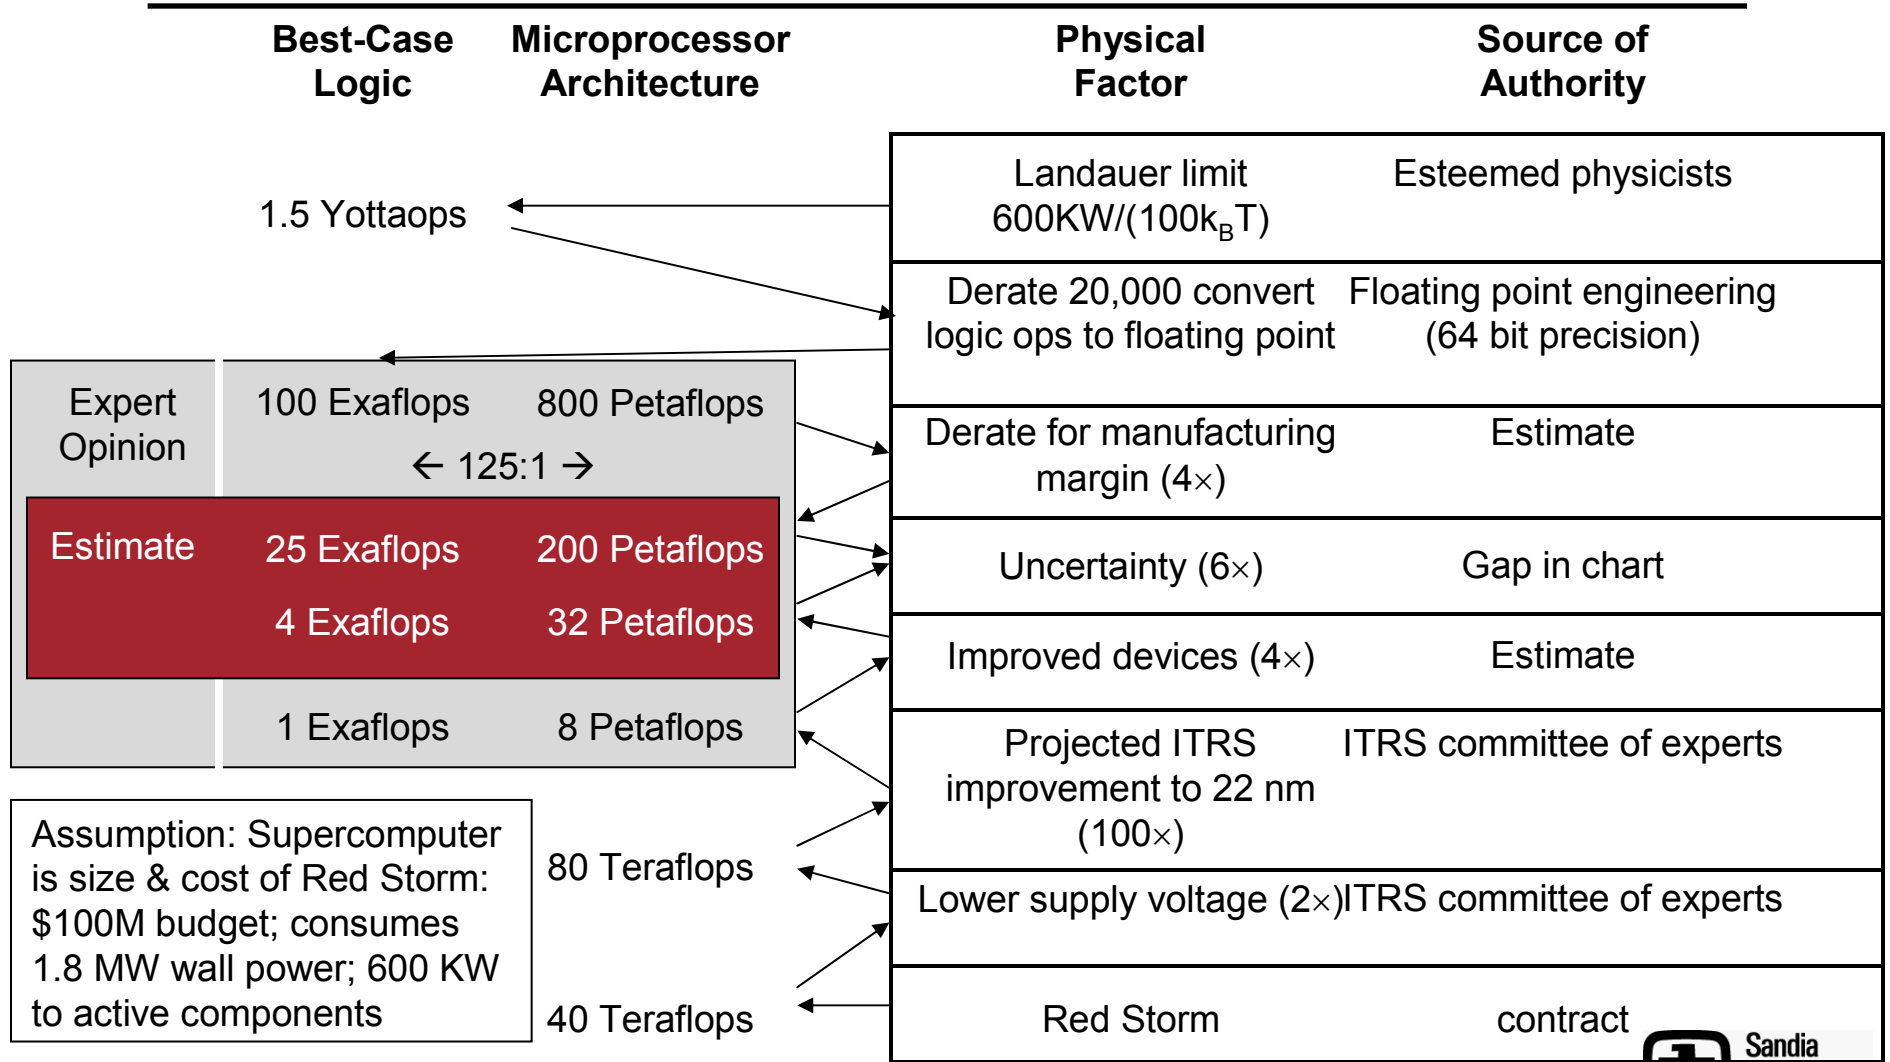 Best-Case Logic
Microprocessor Architecture
Physical Factor
Source of Authority
1.5 Yottaops
Landauer limit
600KW/(100k_BT)
Esteemed physicists
Derate 20,000 convert
logic ops to floating point
Floating point engineering
(64 bit precision)
Expert
Opinion
100 Exaflops
800 Petaflops
← 125:1 →
Derate for manufacturing
margin (4×)
Estimate
Estimate
25 Exaflops
200 Petaflops
Uncertainty (6×)
Gap in chart
4 Exaflops
32 Petaflops
Improved devices (4×)
Estimate
1 Exaflops
8 Petaflops
Projected ITRS
improvement to 22 nm
(100×)
ITRS committee of experts
Assumption: Supercomputer
is size & cost of Red Storm:
$100M budget; consumes
1.8 MW wall power; 600 KW
to active components
80 Teraflops
Lower supply voltage (2×)
ITRS committee of experts
40 Teraflops
Red Storm
contract
Sandia